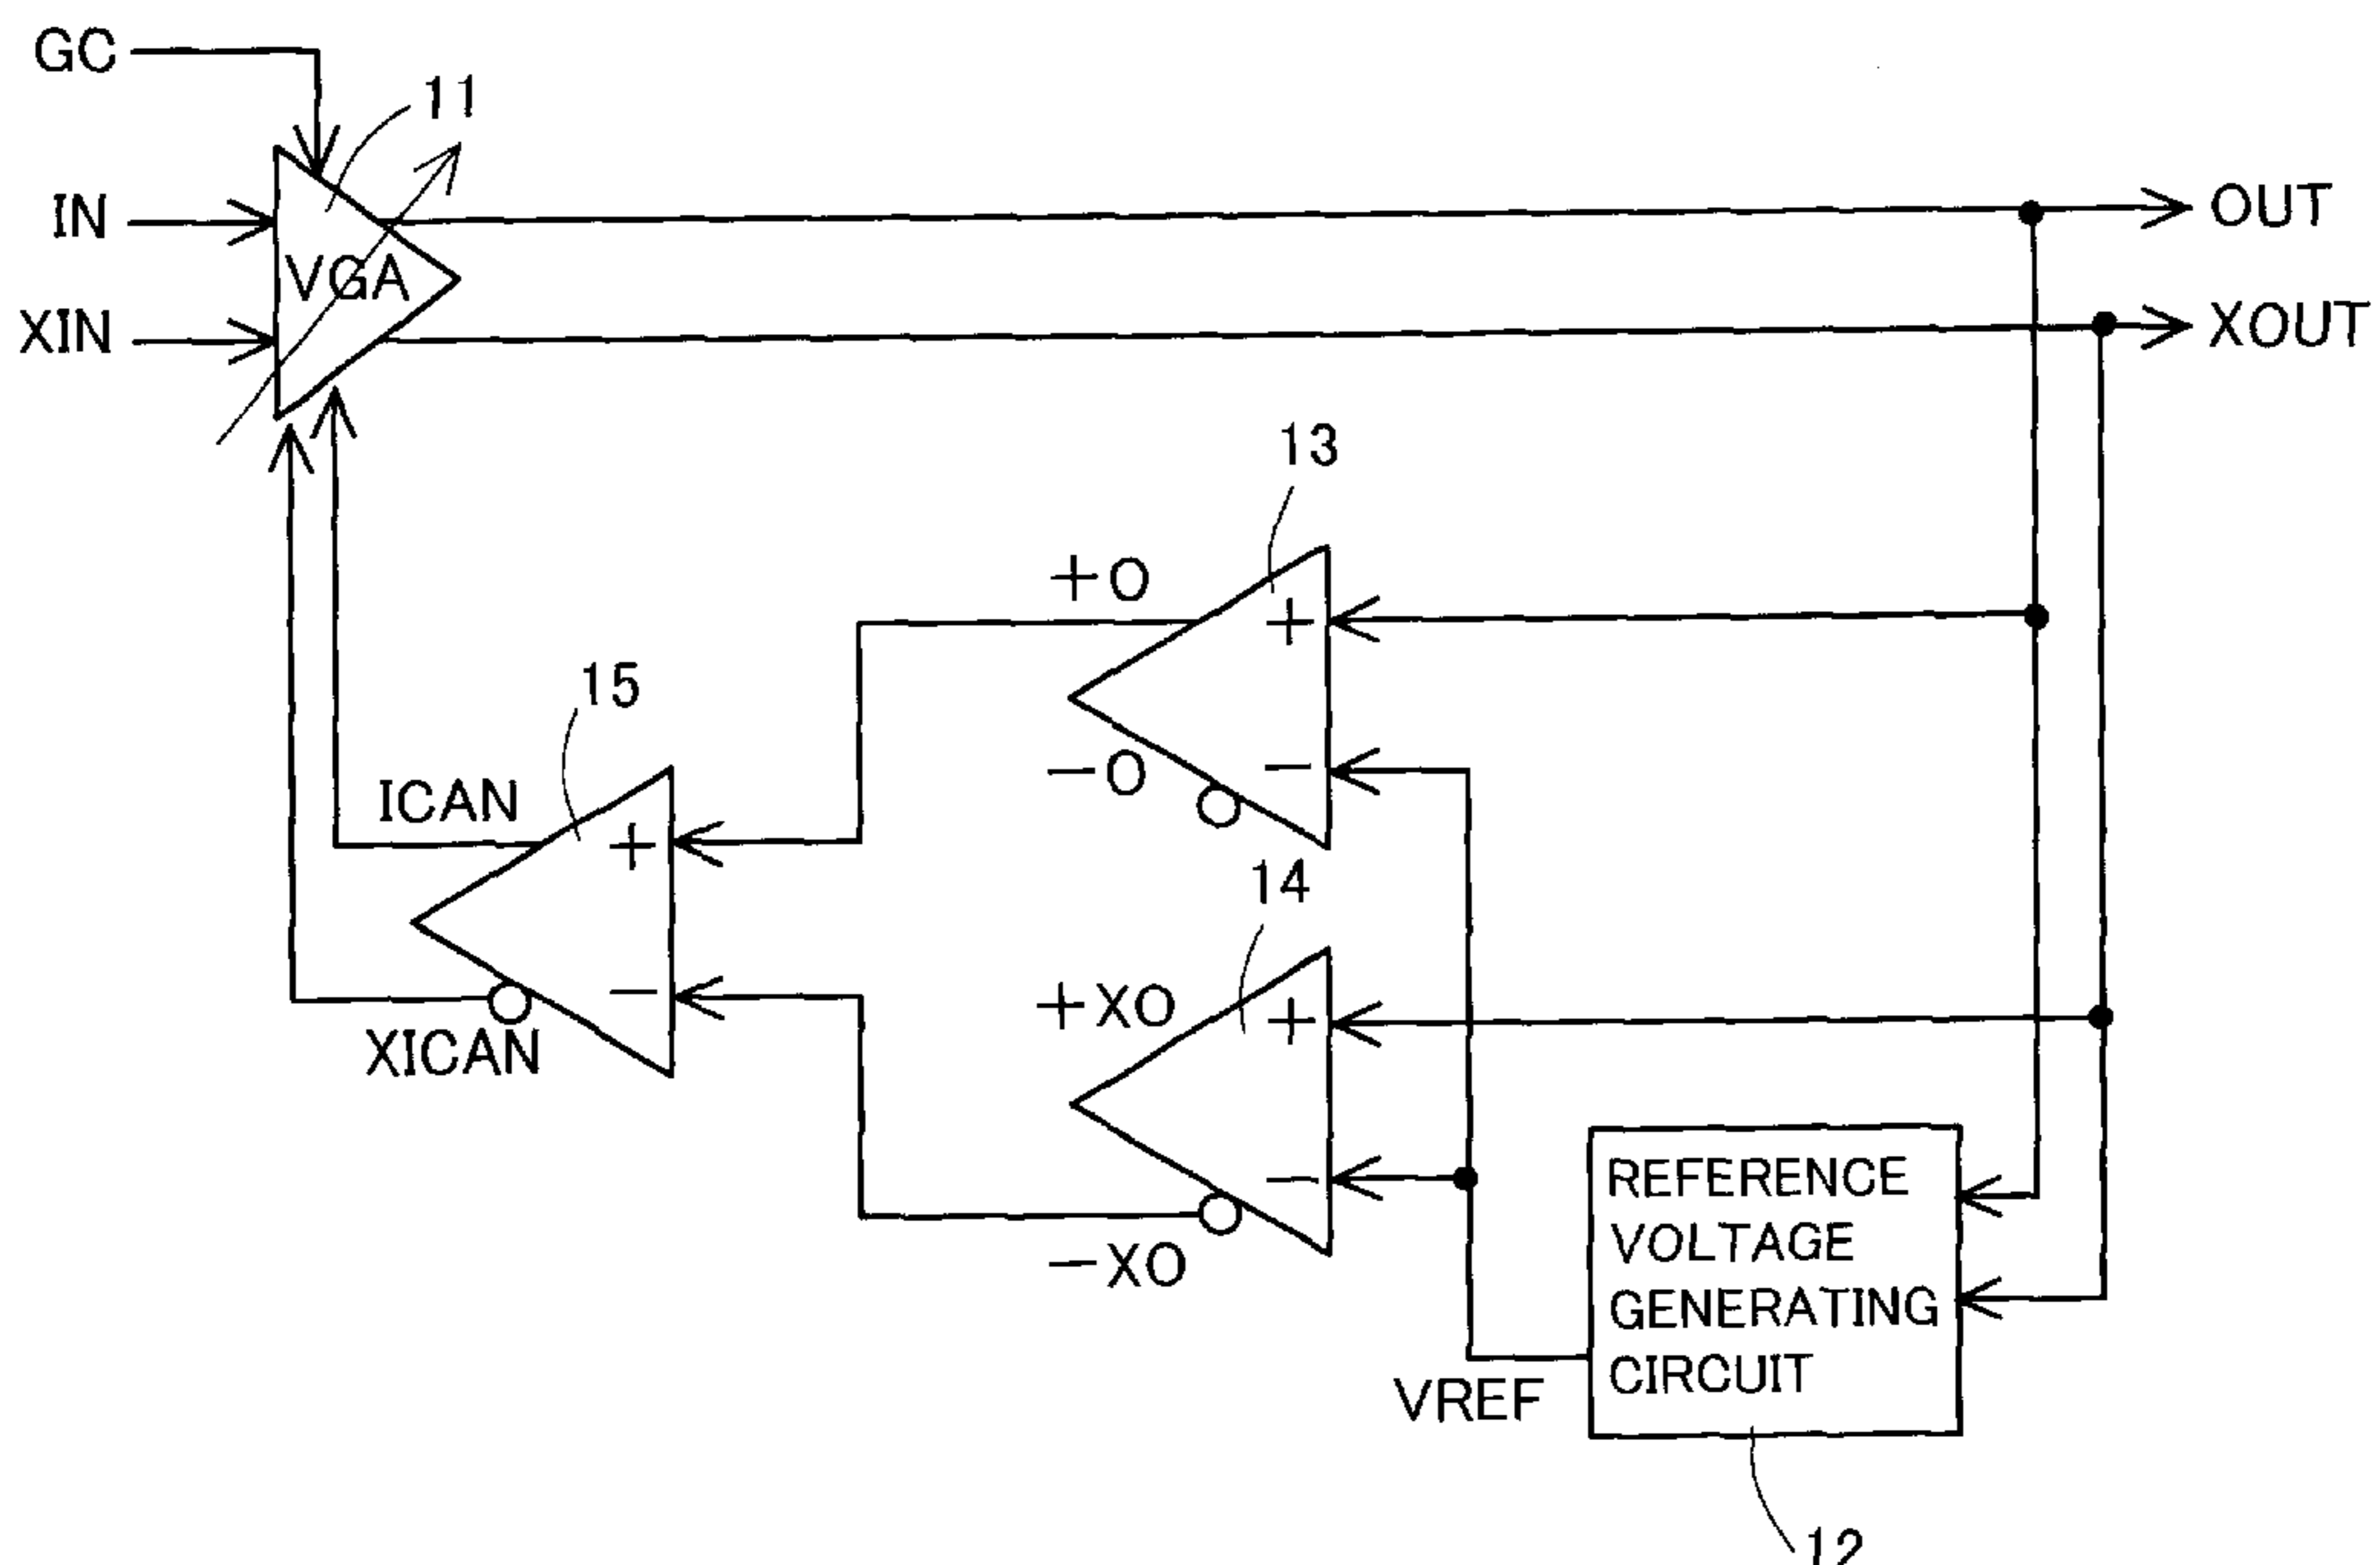 GC
11
IN
OUT
VGA
XIN
XOUT
13
+O
+
15
-O
-
ICAN
14
+
+XO
+
-
XICAN
-
REFERENCE
VOLTAGE
GENERATING
CIRCUIT
-XO
VREF
12